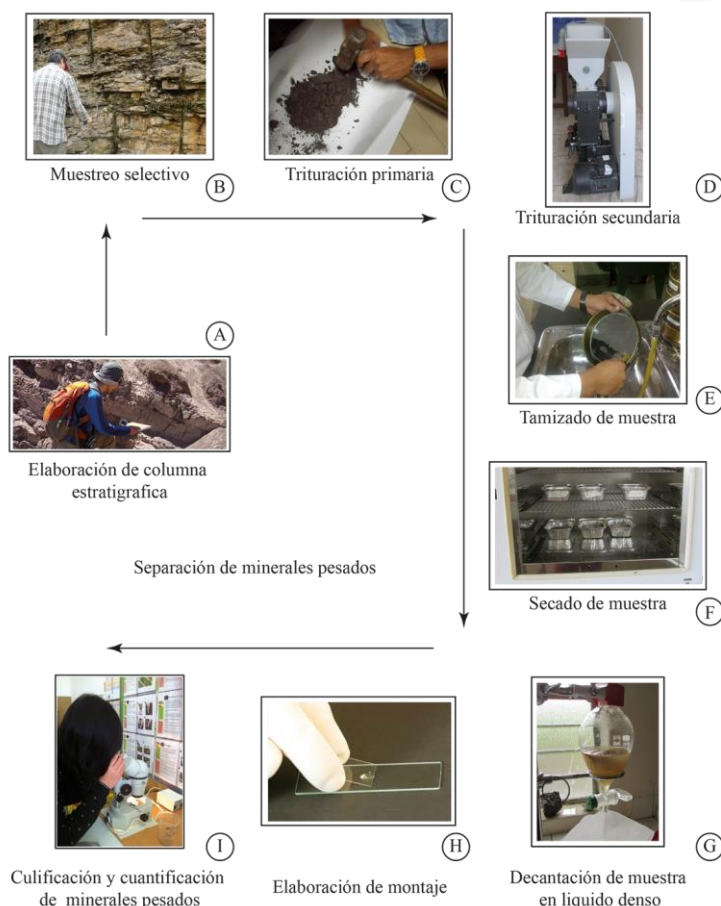 Muestreo selectivo
B
Trituración primaria
C
Trituración secundaria
D
A
Elaboración de columna
estratigrafica
Tamizado de muestra
E
Separación de minerales pesados
Secado de muestra
F
Culificación y cuantificación
de minerales pesados
I
Elaboración de montaje
H
Decantación de muestra
en liquido denso
G